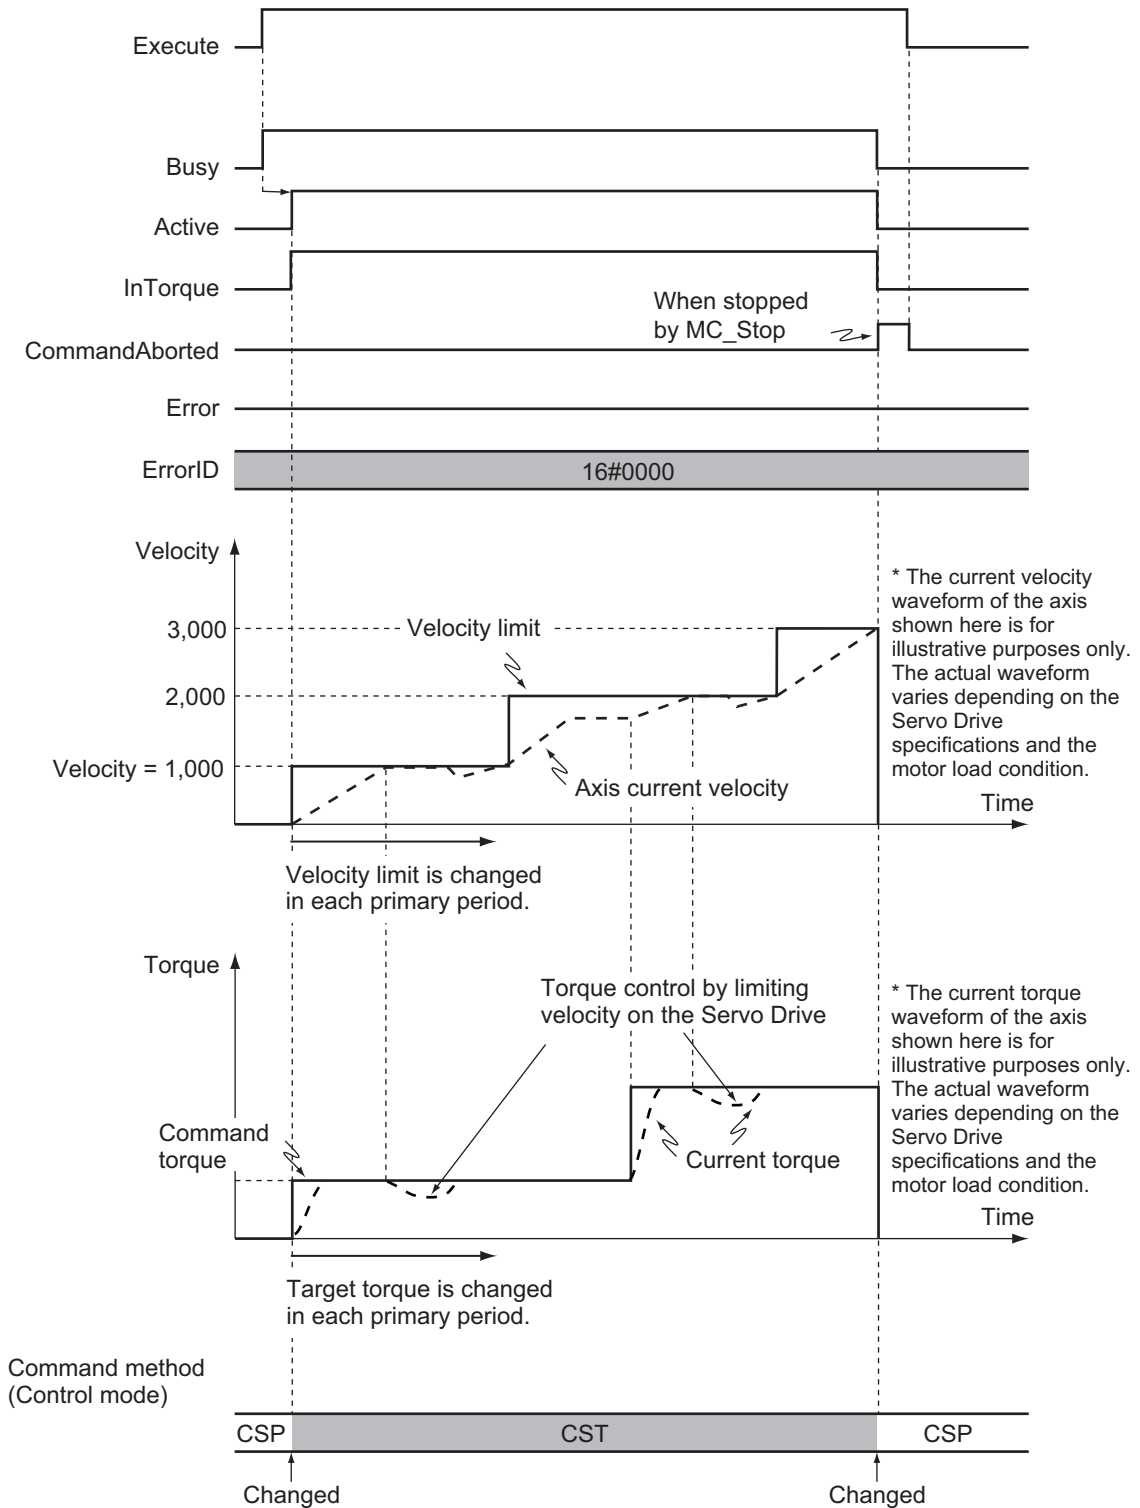 Execute
Busy
Active
InTorque
When stopped
by MC_Stop
CommandAborted
Error
ErrorID
16#0000
Velocity
3,000
Velocity limit
2,000
Velocity = 1,000
Axis current velocity
* The current velocity
waveform of the axis
shown here is for
illustrative purposes only.
The actual waveform
varies depending on the
Servo Drive
specifications and the
motor load condition.
Time
Velocity limit is changed
in each primary period.
Torque
Torque control by limiting
velocity on the Servo Drive
* The current torque
waveform of the axis
shown here is for
illustrative purposes only.
The actual waveform
varies depending on the
Servo Drive
specifications and the
motor load condition.
Command
torque
Current torque
Time
Target torque is changed
in each primary period.
Command method
(Control mode)
CSP
CST
CSP
Changed
Changed